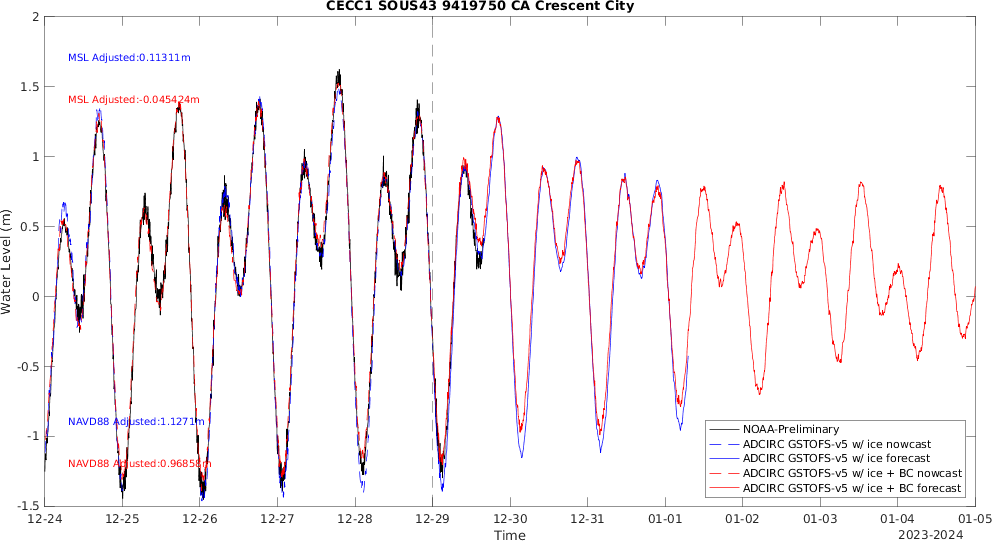 CECC1 SOUS43 9419750 CA Crescent City
2
1.5
1
0.5
0
-0.5
-1
-1.5
Water Level (m)
MSL Adjusted:0.11311m
MSL Adjusted:-0.045424m
NAVD88 Adjusted:1.1271m
NAVD88 Adjusted:0.96858m
NOAA-Preliminary
ADCIRC GSTOFS-v5 w/ ice nowcast
ADCIRC GSTOFS-v5 w/ ice forecast
ADCIRC GSTOFS-v5 w/ ice + BC nowcast
ADCIRC GSTOFS-v5 w/ ice + BC forecast
12-24 12-25 12-26 12-27 12-28 12-29 12-30 12-31 01-01 01-02 01-03 01-04 01-05
Time
2023-2024